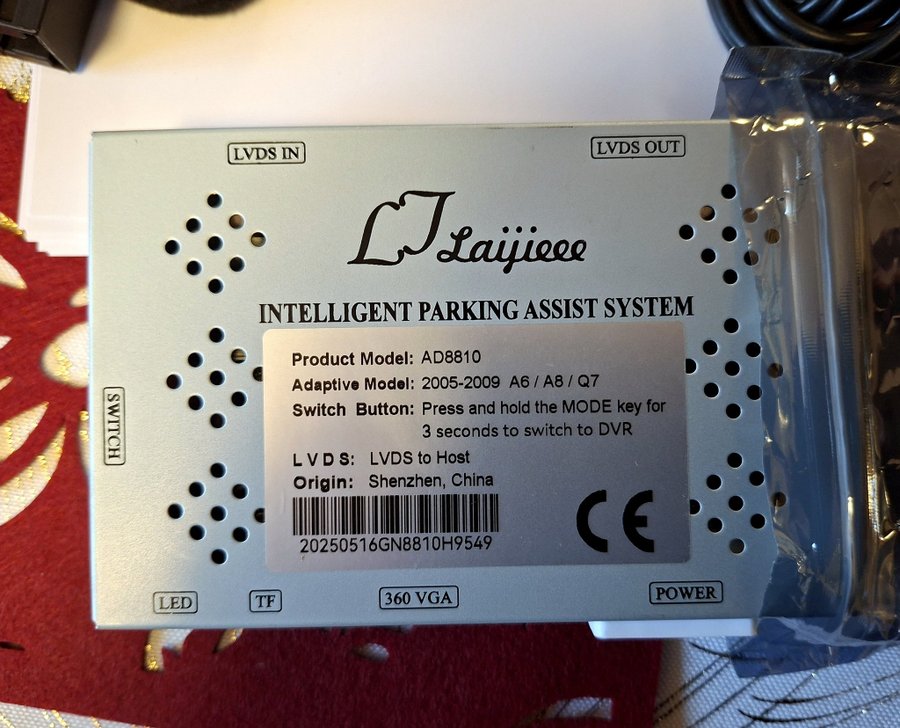 LVDS IN
LVDS OUT
LJ Laijieee
INTELLIGENT PARKING ASSIST SYSTEM
Product Model: AD8810
Adaptive Model: 2005-2009 A6 / A8 / Q7
Switch Button: Press and hold the MODE key for
3 seconds to switch to DVR
LVDS: LVDS to Host
Origin: Shenzhen, China
20250516GN8810H9549
CE
SWITCH
LED
TF
360 VGA
POWER